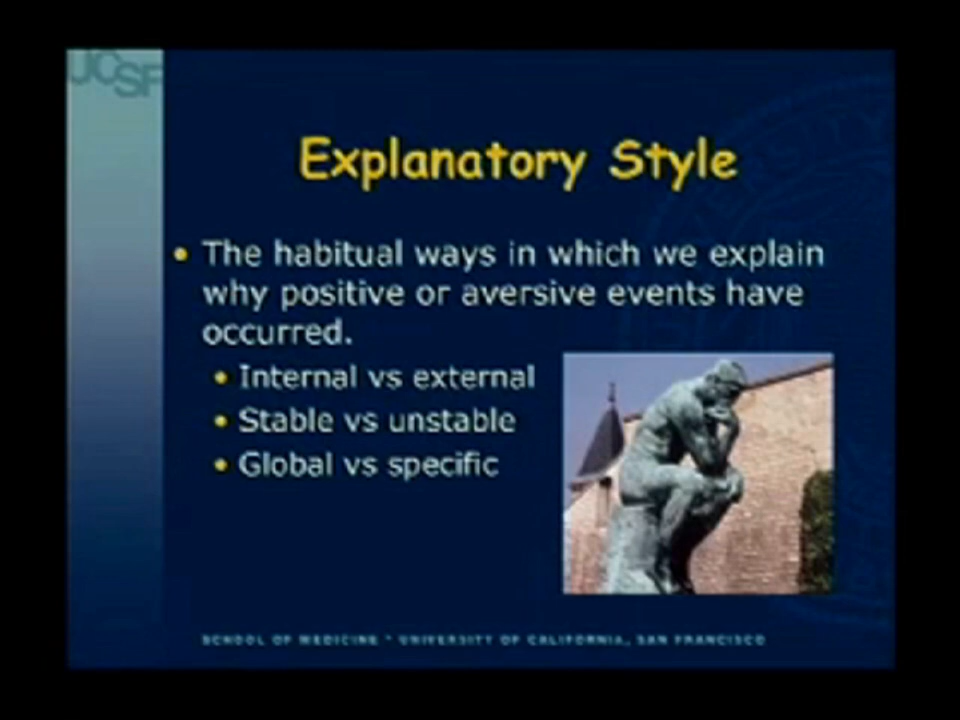 UCSF
Explanatory Style
• The habitual ways in which we explain
why positive or aversive events have
occurred.
• Internal vs external
• Stable vs unstable
• Global vs specific
SCHOOL OF MEDICINE • UNIVERSITY OF CALIFORNIA, SAN FRANCISCO